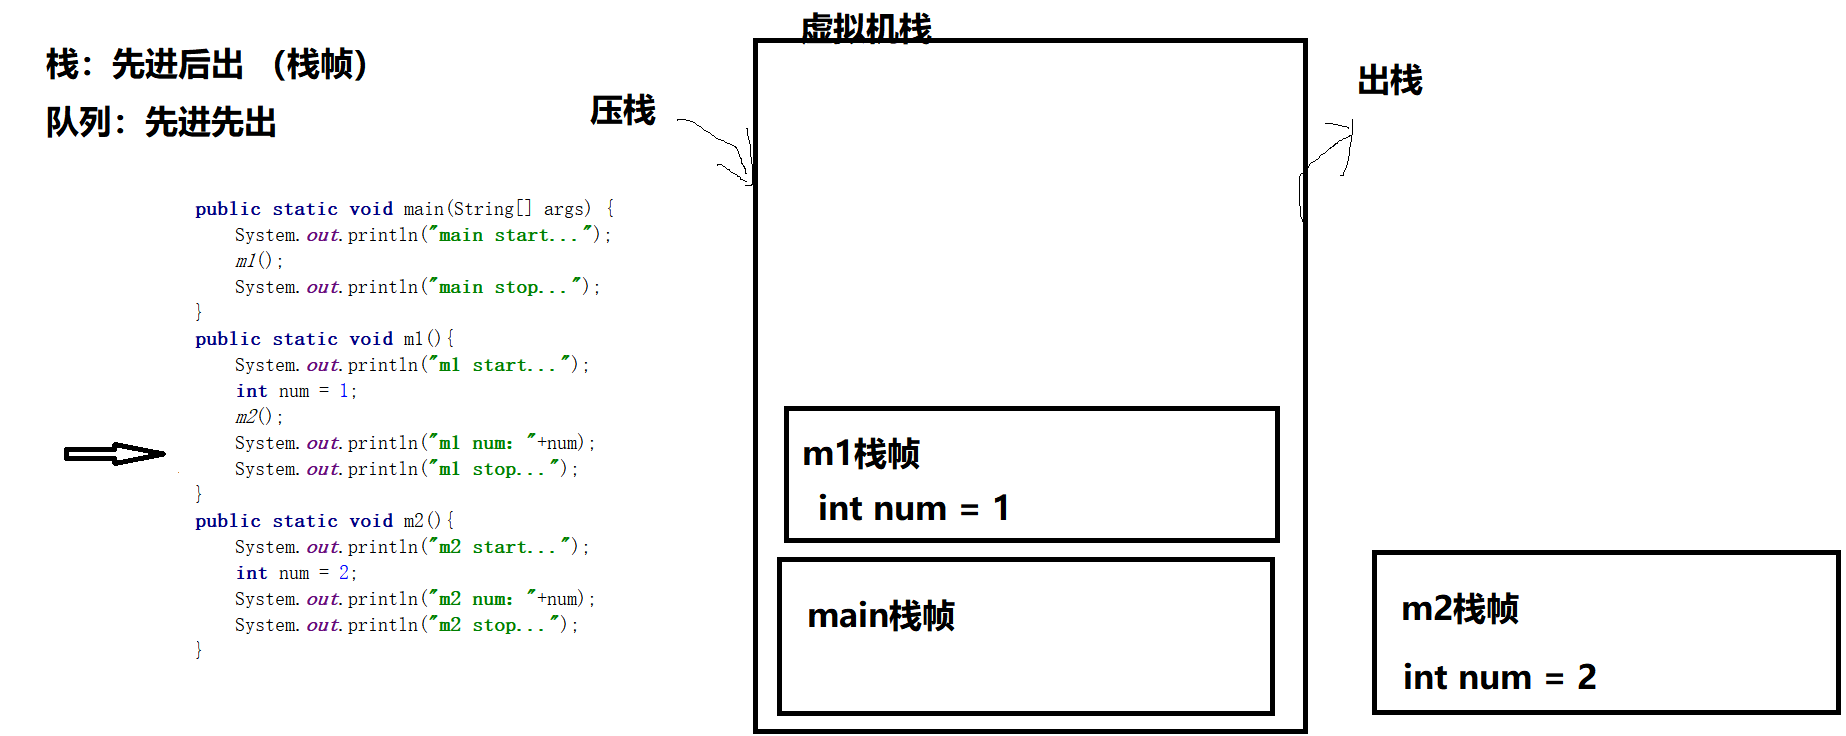 栈：先进后出 （栈帧）
队列：先进先出
public static void main(String[] args) {
    System.out.println("main start...");
    m1();
    System.out.println("main stop...");
}
public static void m1(){
    System.out.println("m1 start...");
    int num = 1;
    m2();
    System.out.println("m1 num: "+num);
    System.out.println("m1 stop...");
}
public static void m2(){
    System.out.println("m2 start...");
    int num = 2;
    System.out.println("m2 num: "+num);
    System.out.println("m2 stop...");
}
虚拟机栈
压栈
出栈
m1栈帧
int num = 1
main栈帧
m2栈帧
int num = 2